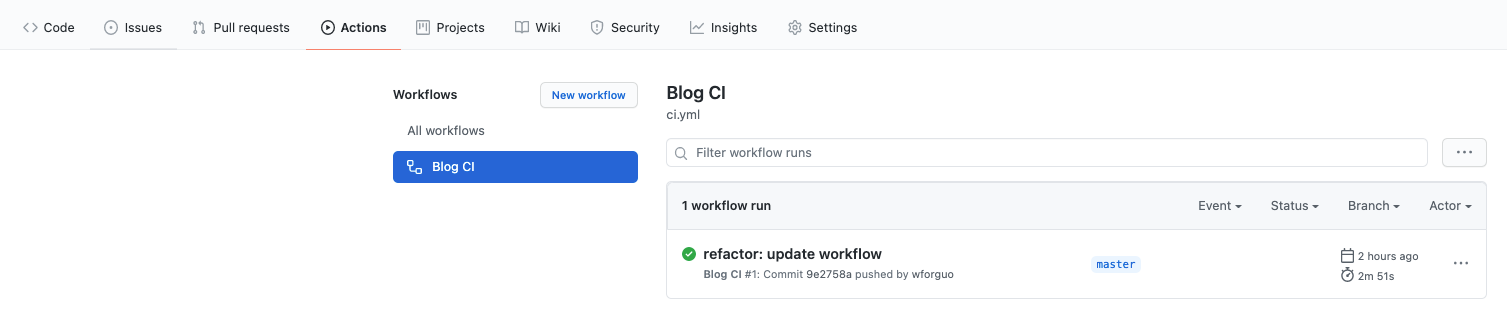 Code Issues Pull requests Actions Projects Wiki Security Insights Settings
Workflows New workflow
All workflows
Blog CI
Blog CI
ci.yml
Filter workflow runs
1 workflow run Event Status Branch Actor
refactor: update workflow
Blog CI #1: Commit 9e2758a pushed by wforguo
master
2 hours ago
2m 51s